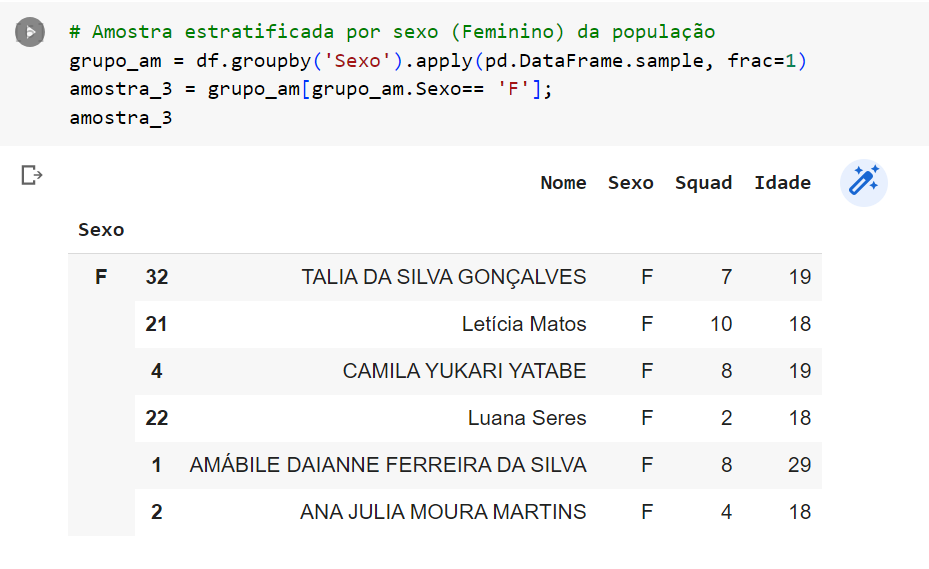 # Amostra estratificada por sexo (Feminino) da população
grupo_am = df.groupby('Sexo').apply(pd.DataFrame.sample, frac=1)
amostra_3 = grupo_am[grupo_am.Sexo== 'F'];
amostra_3
Nome Sexo Squad Idade
Sexo
F 32 TALIA DA SILVA GONÇALVES F 7 19
21 Letícia Matos F 10 18
4 CAMILA YUKARI YATABE F 8 19
22 Luana Seres F 2 18
1 AMÁBILE DAIANNE FERREIRA DA SILVA F 8 29
2 ANA JULIA MOURA MARTINS F 4 18